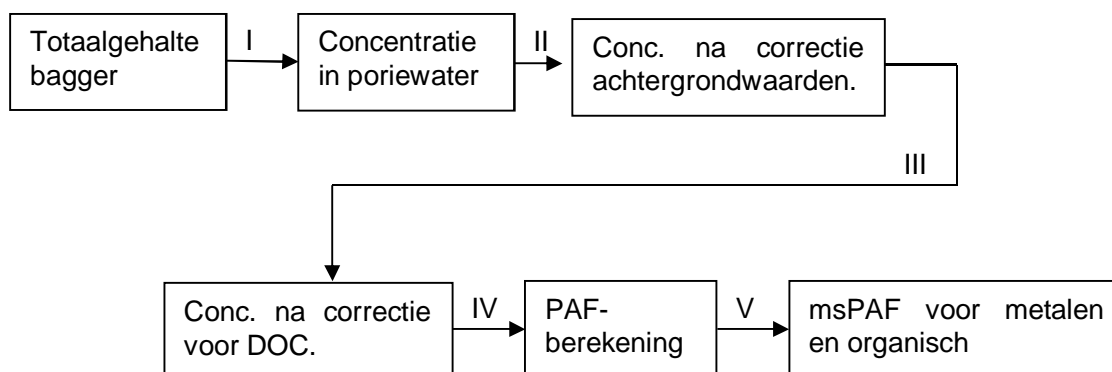 Totaalgehalte
bagger
I
Concentratie
in poriewater
II
Conc. na correctie
achtergrondwaarden.
III
Conc. na correctie
voor DOC.
IV
PAF-
berekening
V
msPAF voor metalen
en organisch